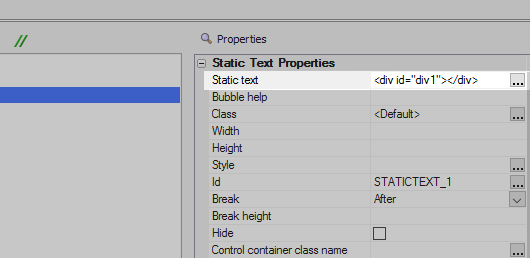 //
Properties
Static Text Properties
Static text <div id="div1"></div> ...
Bubble help
Class <Default> ...
Width
Height
Style ...
Id STATICTEXT_1 ...
Break After
Break height
Hide
Control container class name ...